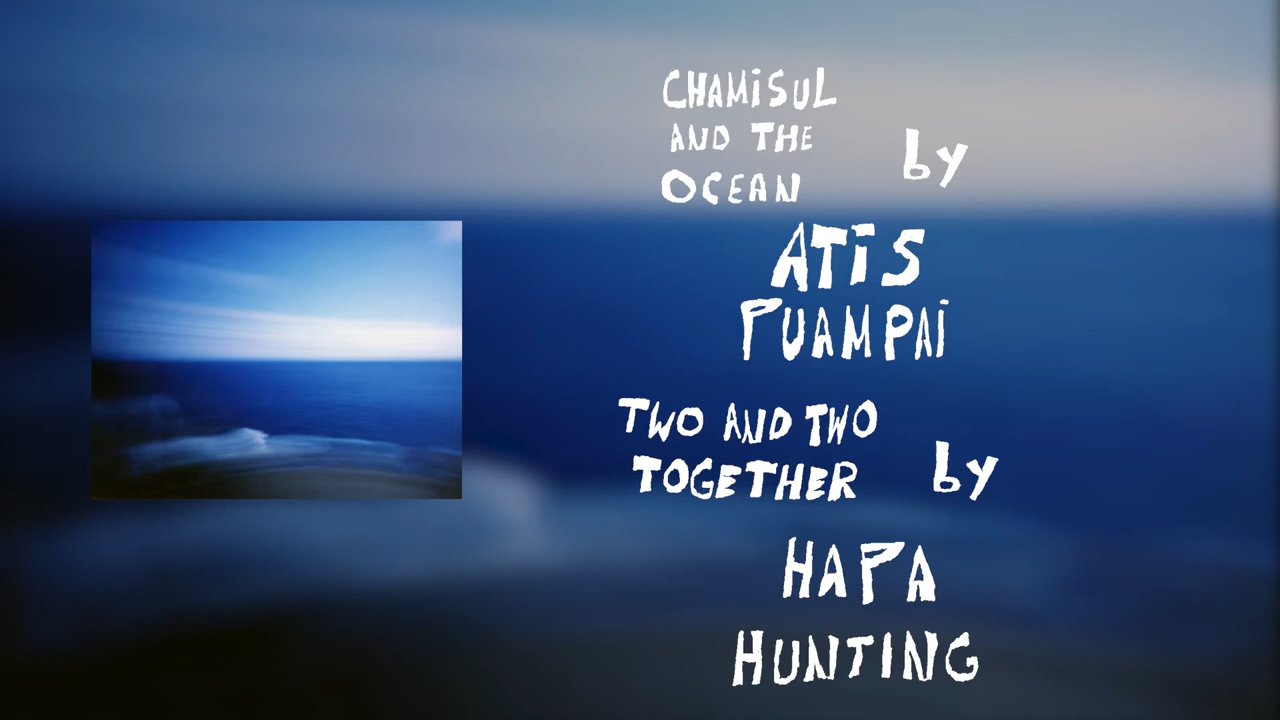 CHAMiSUL
AND THE
OCEAN
by
ATiS
PUAMPAi
TWO AND TWO
TOGETHER
by
HAPA
HUNTING